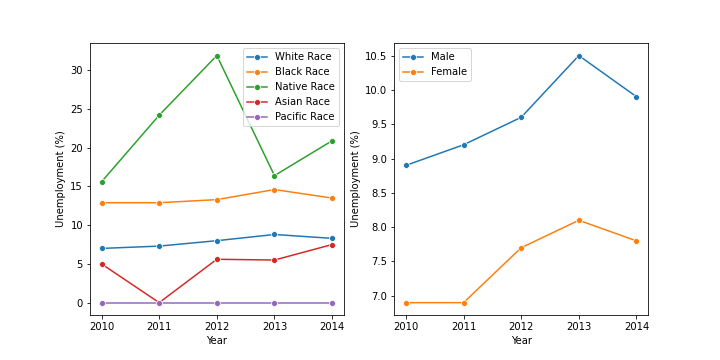 White Race
Black Race
Native Race
Asian Race
Pacific Race
30
25
20
15
10
5
0
Unemployment (%)
2010 2011 2012 2013 2014
Year
Male
Female
10.5
10.0
9.5
9.0
8.5
8.0
7.5
7.0
Unemployment (%)
2010 2011 2012 2013 2014
Year